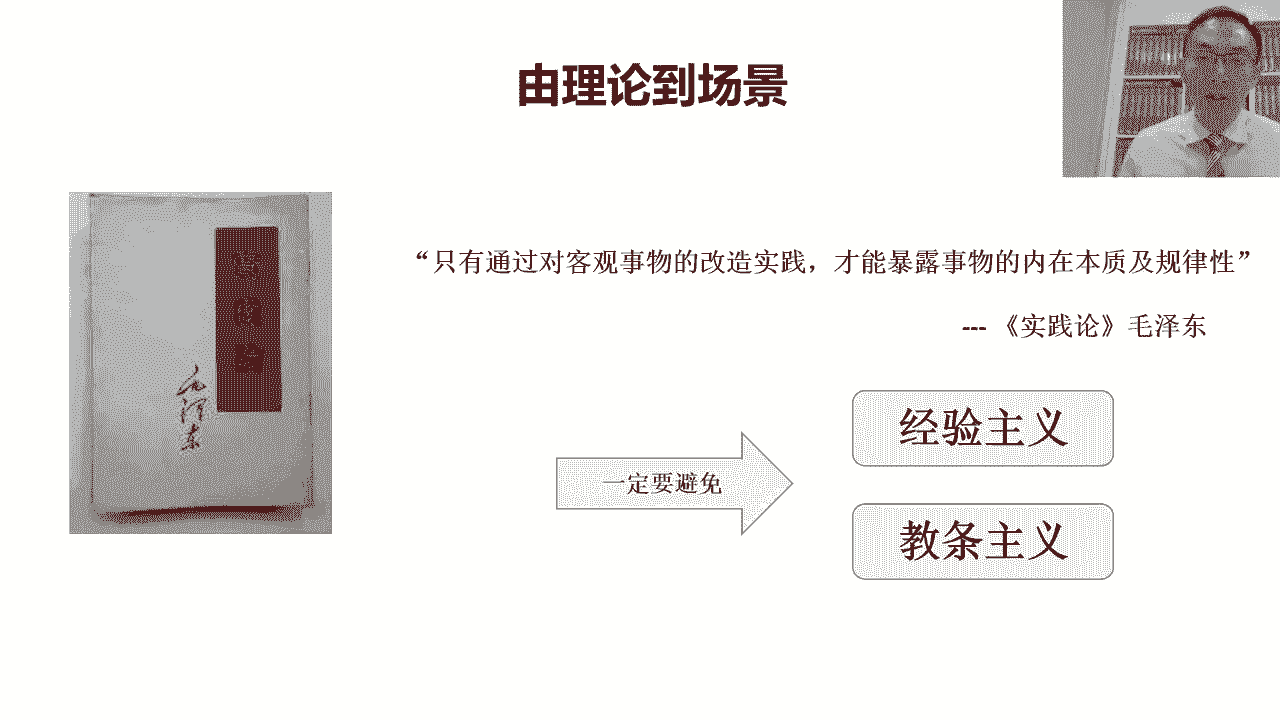 由理论到场景
“只有通过对客观事物的改造实践，才能暴露事物的内在本质及规律性”
--- 《实践论》毛泽东
一定要避免
经验主义
教条主义
毛泽东